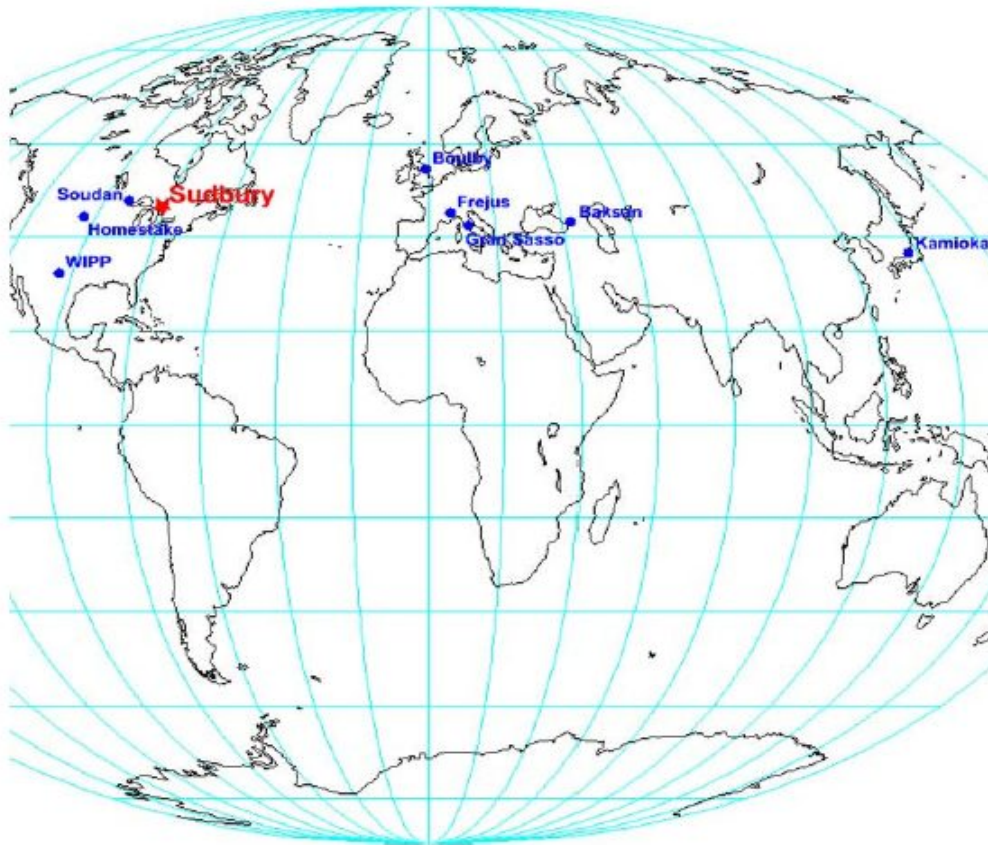 Boulby
Soudan
Sudbury
Frejus
Baksan
Homestake
Gran Sasso
Kamioka
WIPP